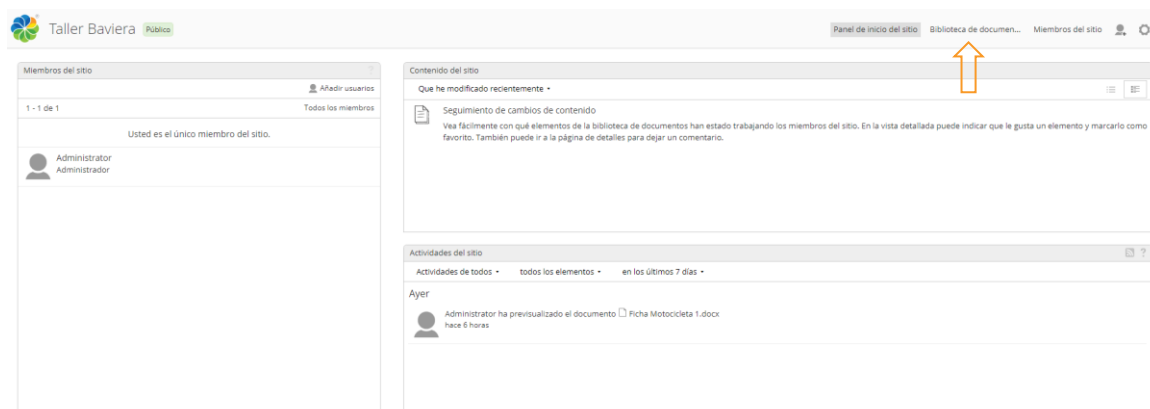 Taller Baviera Público
Panel de inicio del sitio Biblioteca de documen... Miembros del sitio
Miembros del sitio ?
Añadir usuarios
1 - 1 de 1 Todos los miembros
Usted es el único miembro del sitio.
Administrator
Administrador
Contenido del sitio
Que he modificado recientemente
Seguimiento de cambios de contenido
Vea fácilmente con qué elementos de la biblioteca de documentos han estado trabajando los miembros del sitio. En la vista detallada puede indicar que le gusta un elemento y marcarlo como
favorito. También puede ir a la página de detalles para dejar un comentario.
Actividades del sitio ?
Actividades de todos todos los elementos en los últimos 7 días
Ayer
Administrator ha previsualizado el documento Ficha Motocicleta 1.docx
hace 6 horas